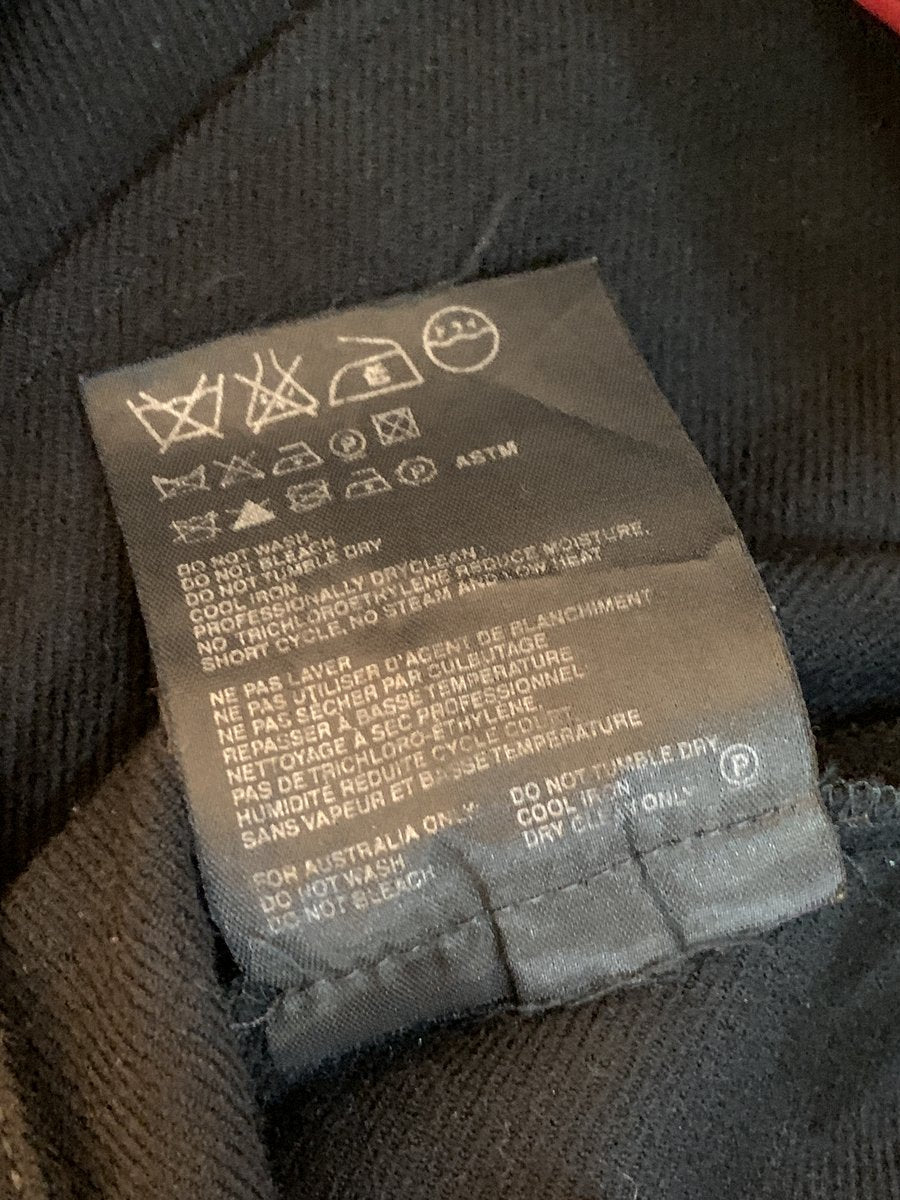 ASTM
DO NOT WASH
DO NOT BLEACH
DO NOT TUMBLE DRY
COOL IRON
PROFESSIONALLY DRYCLEAN,
NO TRICHLOROETHYLENE REDUCE MOISTURE,
SHORT CYCLE, NO STEAM AND LOW HEAT
NE PAS LAVER
NE PAS UTILISER D'AGENT DE BLANCHIMENT
NE PAS SÉCHER PAR CULBUTAGE
REPASSER À BASSE TEMPÉRATURE
NETTOYAGE À SEC PROFESSIONNEL
PAS DE TRICHLORO-ÉTHYLÈNE,
HUMIDITÉ RÉDUITE CYCLE COURT,
SANS VAPEUR ET BASSE TEMPÉRATURE
FOR AUSTRALIA ONLY
DO NOT WASH
DO NOT BLEACH
DO NOT TUMBLE DRY
COOL IRON
DRY CLEAN ONLY
P